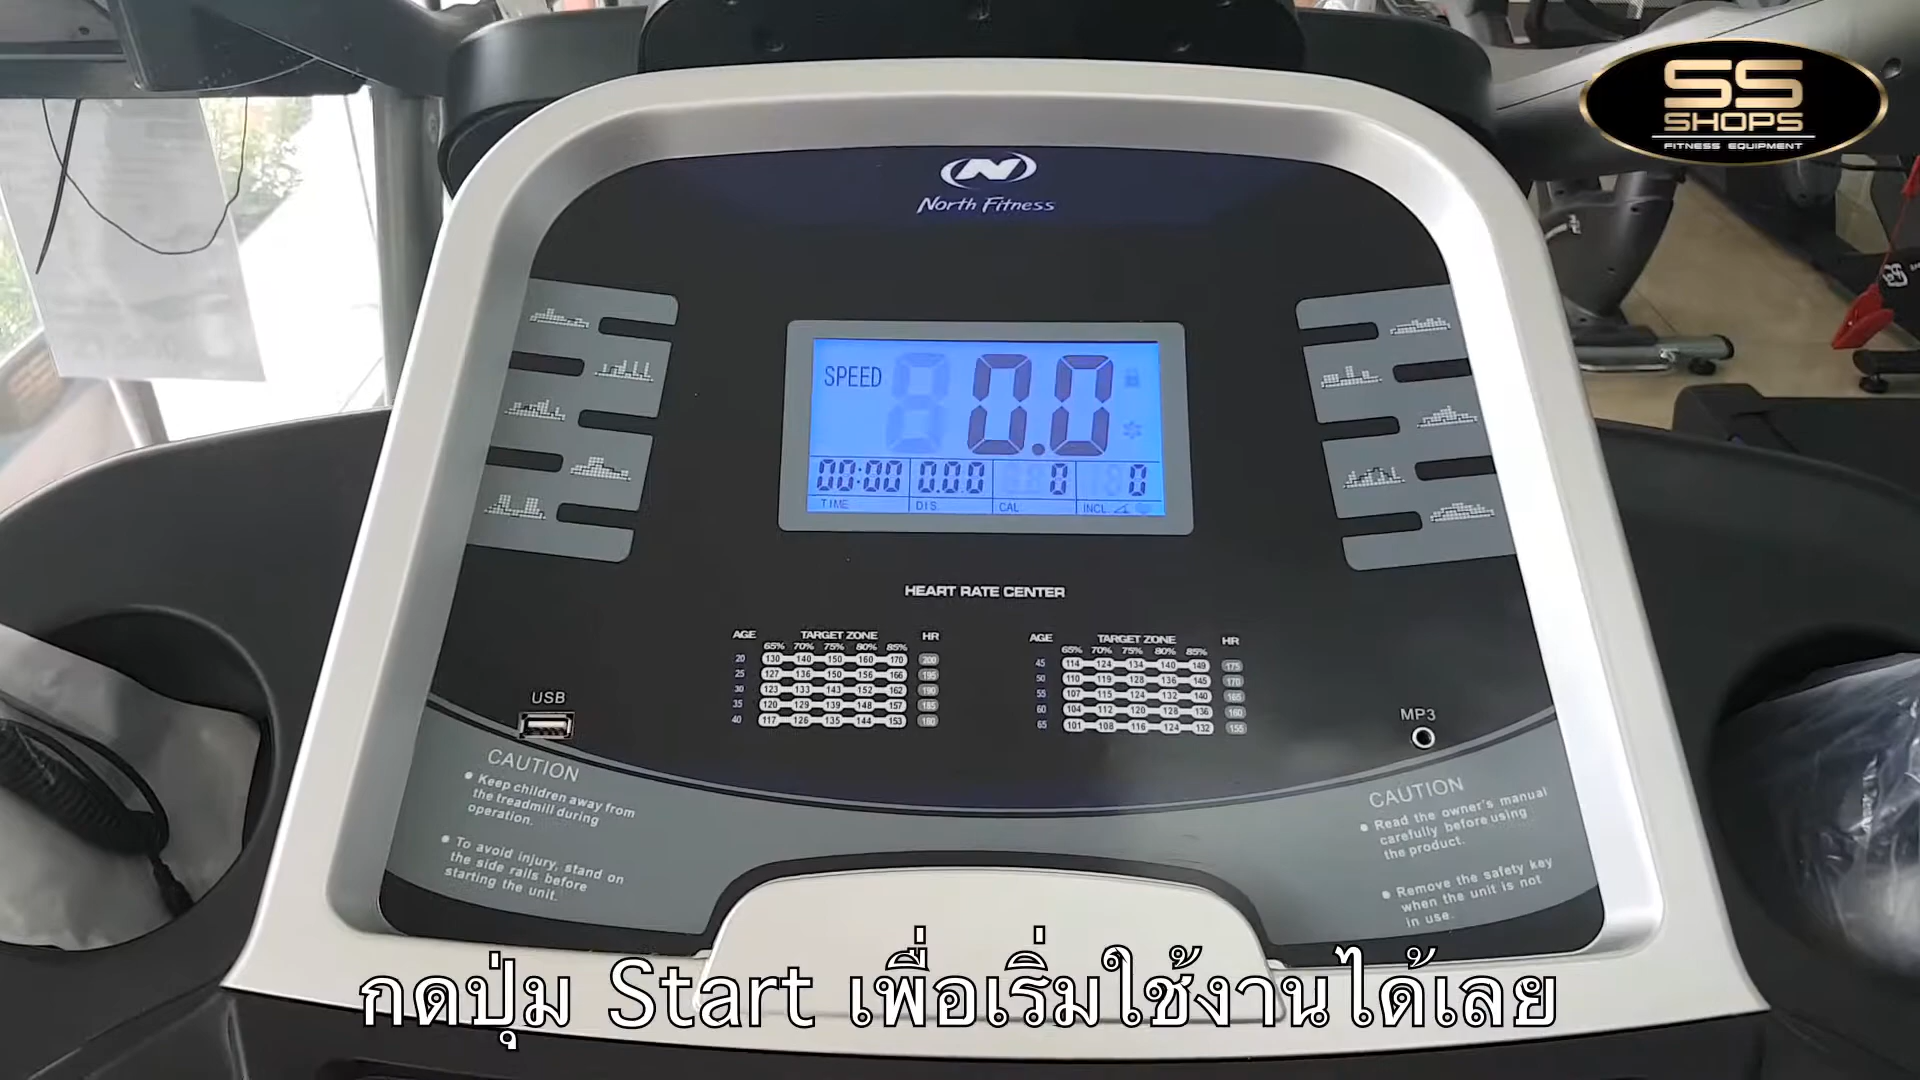 SS
SHOPS
FITNESS EQUIPMENT
North Fitness
SPEED 0.0
00:00 0.00 0 0
TIME DIS CAL INCL
HEART RATE CENTER
AGE TARGET ZONE HR
65% 70% 75% 80% 85%
20 130 140 150 160 170 200
25 127 136 150 156 166 195
30 123 133 143 152 162 190
35 120 129 139 148 157 185
40 117 126 135 144 153 180
AGE TARGET ZONE HR
65% 70% 75% 80% 85%
45 114 124 134 140 149 175
50 110 119 128 136 145 170
55 107 115 124 132 140 165
60 104 112 120 128 136 160
65 101 108 116 124 132 155
USB
MP3
CAUTION
● Keep children away from
the treadmill during
operation.
● To avoid injury, stand on
the side rails before
starting the unit.
CAUTION
● Read the owner's manual
carefully before using
the product.
● Remove the safety key
when the unit is not
in use.
กดปุ่ม Start เพื่อเริ่มใช้งานได้เลย